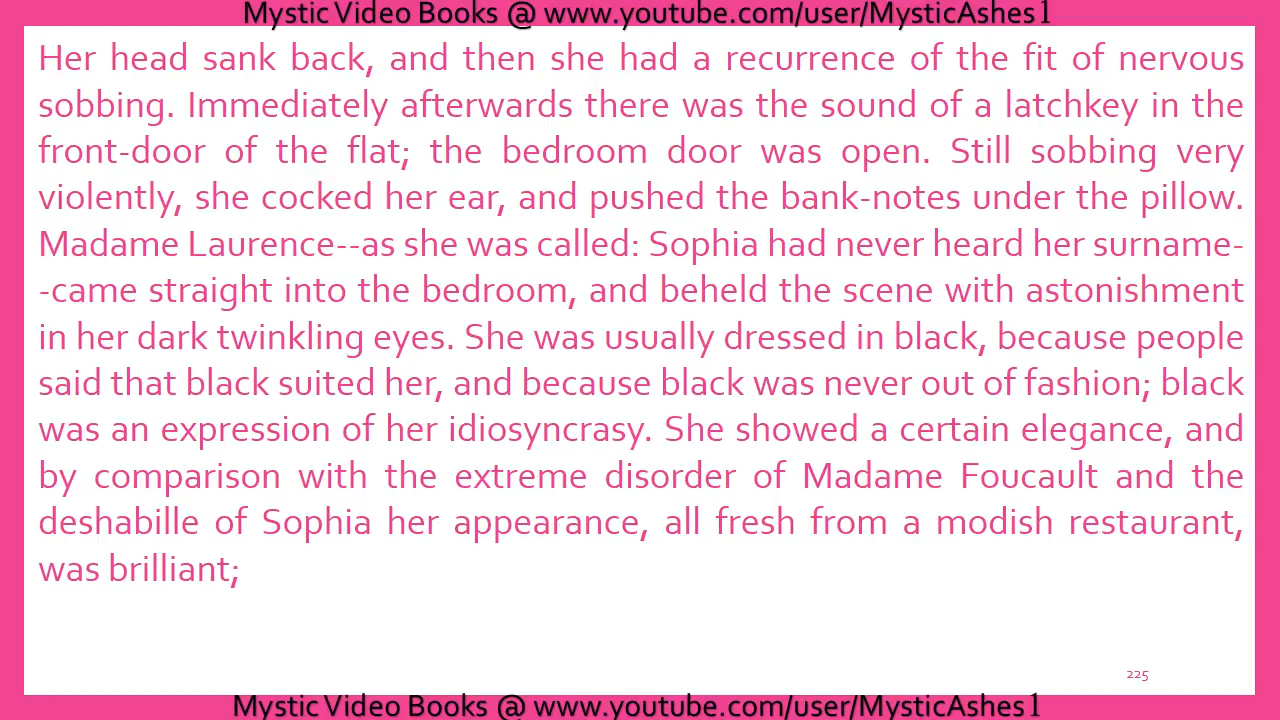 Mystic Video Books @ www.youtube.com/user/MysticAshes1
Her head sank back, and then she had a recurrence of the fit of nervous
sobbing. Immediately afterwards there was the sound of a latchkey in the
front-door of the flat; the bedroom door was open. Still sobbing very
violently, she cocked her ear, and pushed the bank-notes under the pillow.
Madame Laurence--as she was called: Sophia had never heard her surname-
-came straight into the bedroom, and beheld the scene with astonishment
in her dark twinkling eyes. She was usually dressed in black, because people
said that black suited her, and because black was never out of fashion; black
was an expression of her idiosyncrasy. She showed a certain elegance, and
by comparison with the extreme disorder of Madame Foucault and the
deshabille of Sophia her appearance, all fresh from a modish restaurant,
was brilliant;
225
Mystic Video Books @ www.youtube.com/user/MysticAshes1